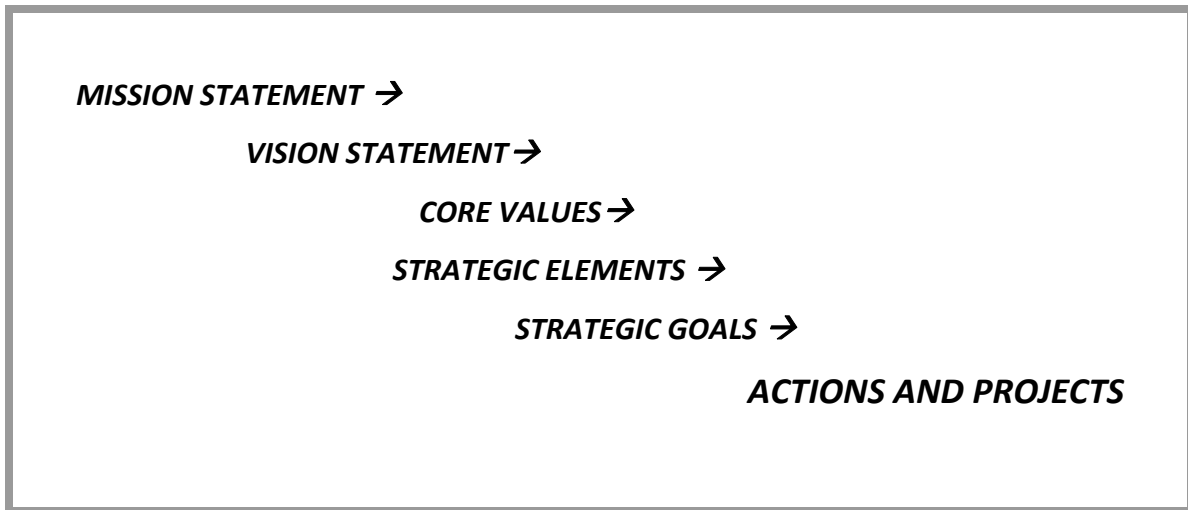 MISSION STATEMENT →
VISION STATEMENT →
CORE VALUES →
STRATEGIC ELEMENTS →
STRATEGIC GOALS →
ACTIONS AND PROJECTS